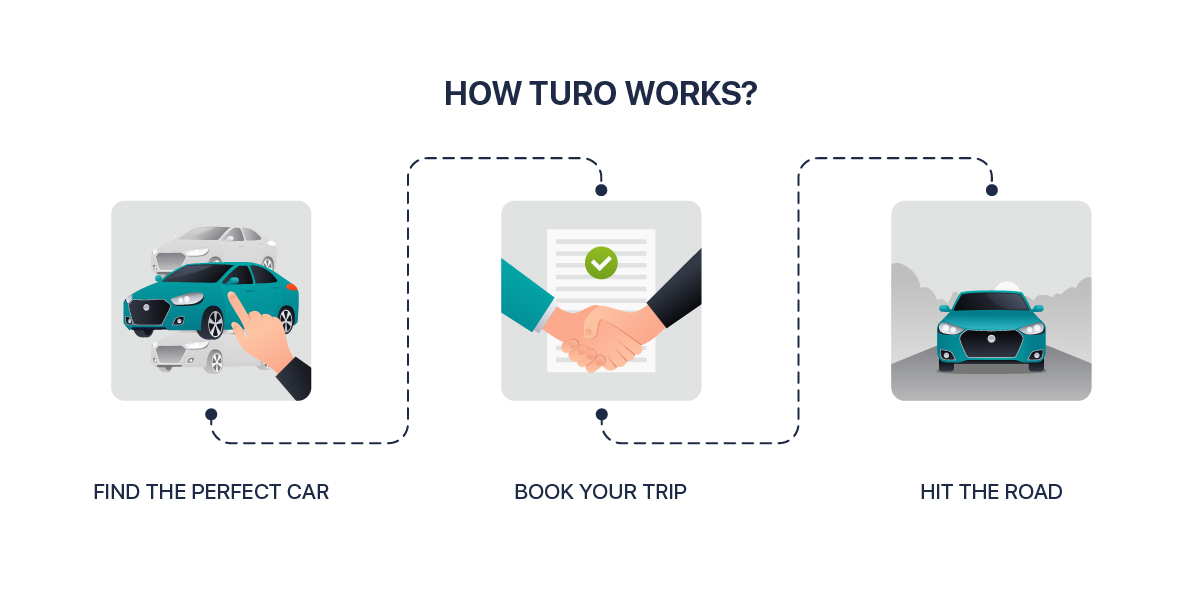 HOW TURO WORKS?
FIND THE PERFECT CAR
BOOK YOUR TRIP
HIT THE ROAD